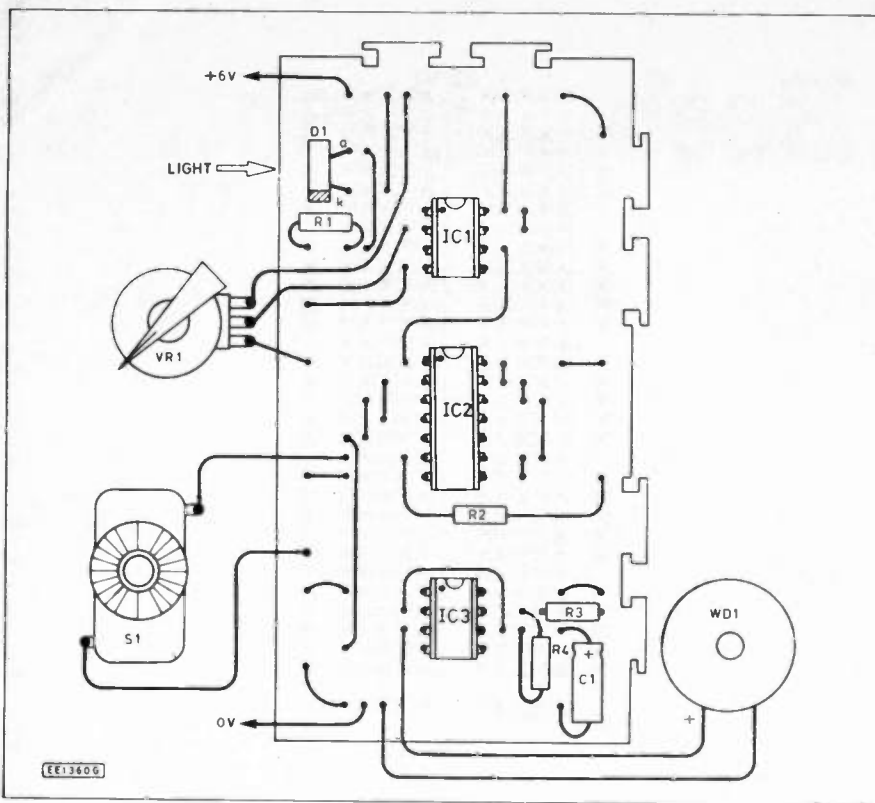 +6V
D1
a
LIGHT
k
R1
IC1
VR1
IC2
R2
IC3
R3
WD1
S1
R4
+
C1
+
0V
EE1360G